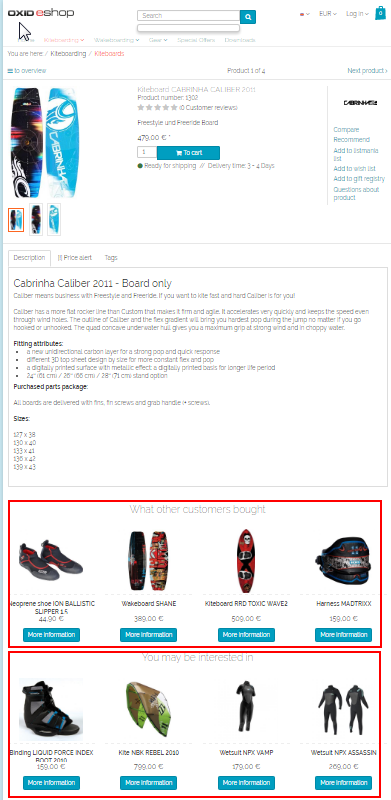 OXID eshop
Search
EUR
Log in
0
Kiteboarding
Wakeboarding
Gear
Special Offers
Downloads
You are here: / Kiteboarding / Kiteboards
to overview
Product 1 of 4
Next product
Kiteboard CABRINHA CALIBER 2011
Product number: 1302
(0 Customer reviews)
Freestyle und Freeride Board
479,00 € *
1
To cart
Ready for shipping // Delivery time: 3 - 4 Days
CABRINHA
Compare
Recommend
Add to listmania
list
Add to wish list
Add to gift registry
Questions about
product
Description
[!] Price alert
Tags
Cabrinha Caliber 2011 - Board only
Caliber means business with Freestyle and Freeride. If you want to kite fast and hard Caliber is for you!
Caliber has a more flat rocker line than Custom that makes it firm and agile. It accelerates very quickly and keeps the speed even
through wind holes. The outline of Caliber and the flex gradient will bring you hardest pop during the jump no matter if you go
hooked or unhooked. The quad concave underwater hull gives you a maximum grip at strong wind and in choppy water.
Fitting attributes:
a new unidirectional carbon layer for a strong pop and quick response
different 3D top sheet design by size for more constant flex and pop
a digitally printed surface with metallic effect: a digitally printed basis for longer life period
24" (61 cm) / 26" (66 cm) / 28" (71 cm) stand option
Purchased parts package:
All boards are delivered with fins, fin screws and grab handle (+ screws).
Sizes:
127 x 38
130 x 40
133 x 41
136 x 42
139 x 43
What other customers bought
Neoprene shoe ION BALLISTIC
SLIPPER 1.5
44,90 €
More Information
Wakeboard SHANE
389,00 €
More Information
Kiteboard RRD TOXIC WAVE2
509,00 €
More Information
Harness MADTRIXX
159,00 €
More Information
You may be interested in
Binding LIQUID FORCE INDEX
BOOT 2010
159,00 €
More Information
Kite NBK REBEL 2010
799,00 €
More Information
Wetsuit NPX VAMP
179,00 €
More Information
Wetsuit NPX ASSASSIN
269,00 €
More Information